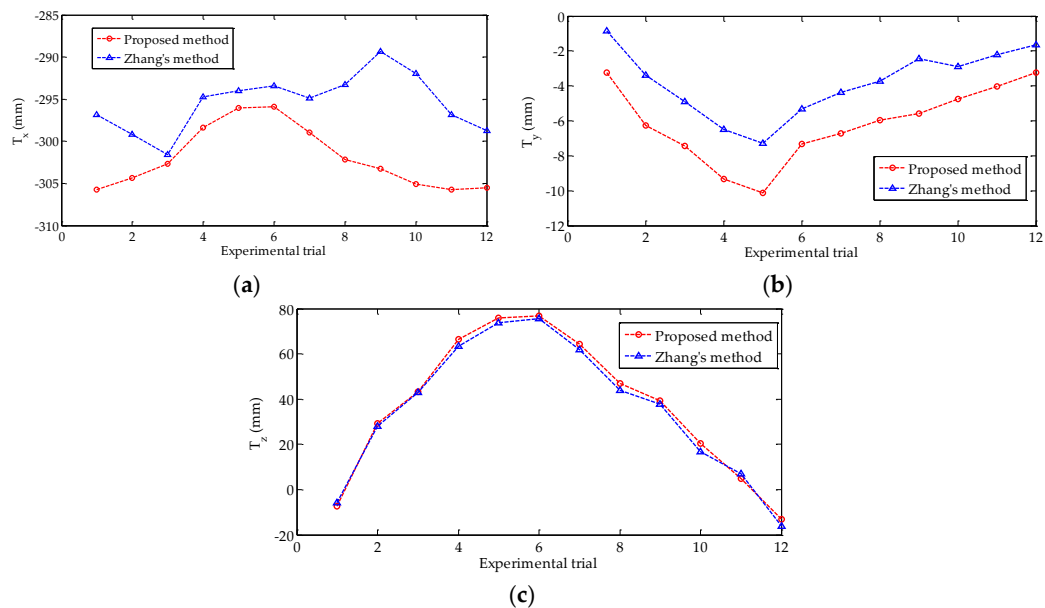 -285
-290
-295
-300
-305
-310
T_x (mm)
Proposed method
Zhang's method
0 2 4 6 8 10 12
Experimental trial
(a)
0
-2
-4
-6
-8
-10
-12
T_y (mm)
Proposed method
Zhang's method
0 2 4 6 8 10 12
Experimental trial
(b)
80
60
40
20
0
-20
T_z (mm)
Proposed method
Zhang's method
0 2 4 6 8 10 12
Experimental trial
(c)